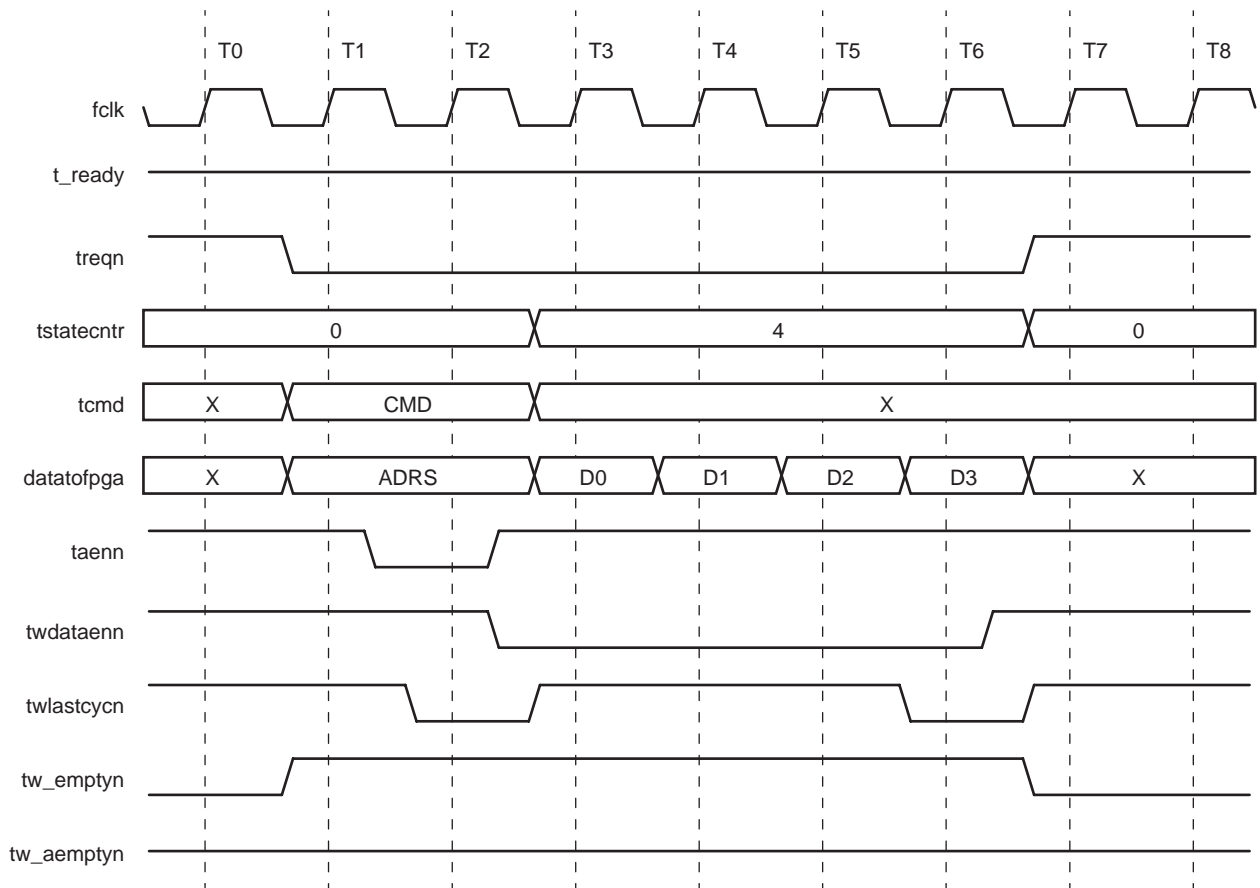 T0 T1 T2 T3 T4 T5 T6 T7 T8
fclk
t_ready
treqn
tstatecntr 0 4 0
tcmd X CMD X
datatofpga X ADRS D0 D1 D2 D3 X
taenn
twdataenn
twlastcycn
tw_emptyn
tw_aemptyn